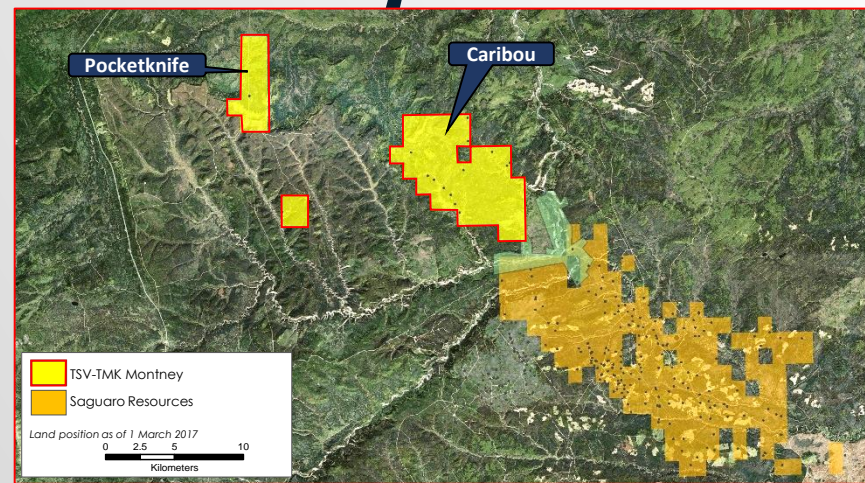 Pocketknife
Caribou
TSV-TMK Montney
Saguaro Resources
Land position as of 1 March 2017
0 2.5 5 10
Kilometers